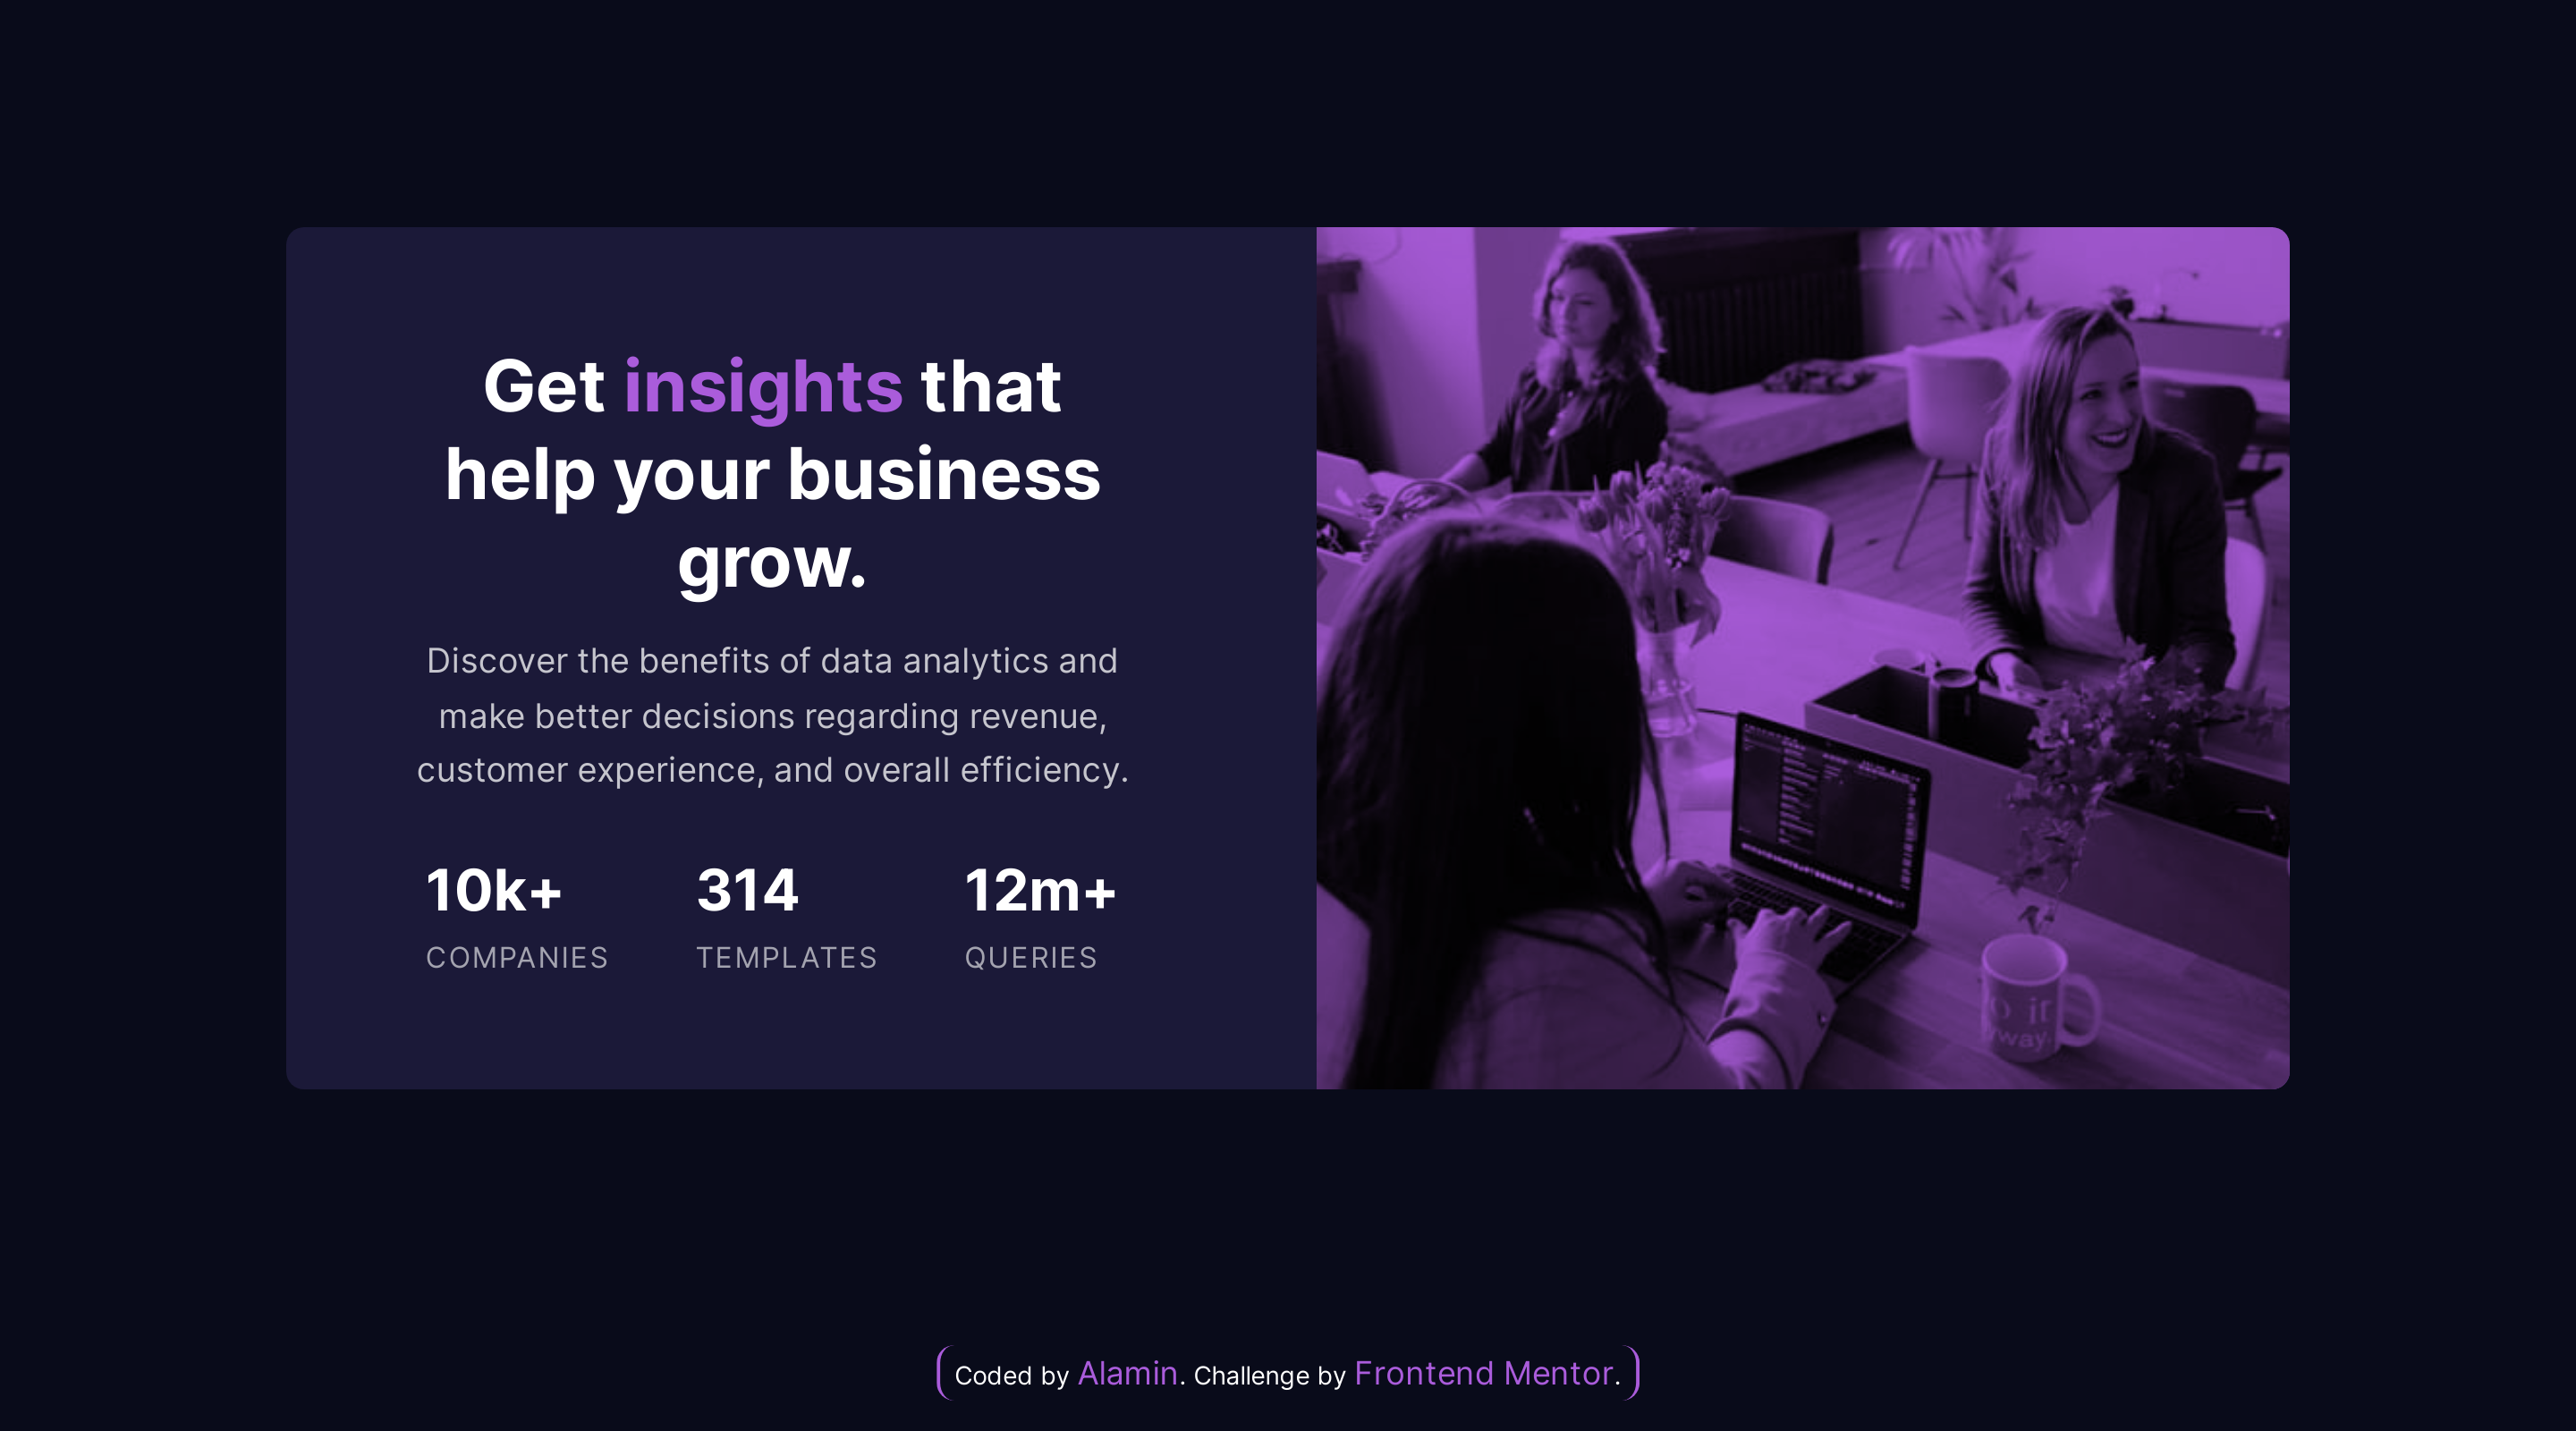 Get insights that
help your business
grow.
Discover the benefits of data analytics and
make better decisions regarding revenue,
customer experience, and overall efficiency.
10k+ 314 12m+
COMPANIES TEMPLATES QUERIES
Coded by Alamin. Challenge by Frontend Mentor.